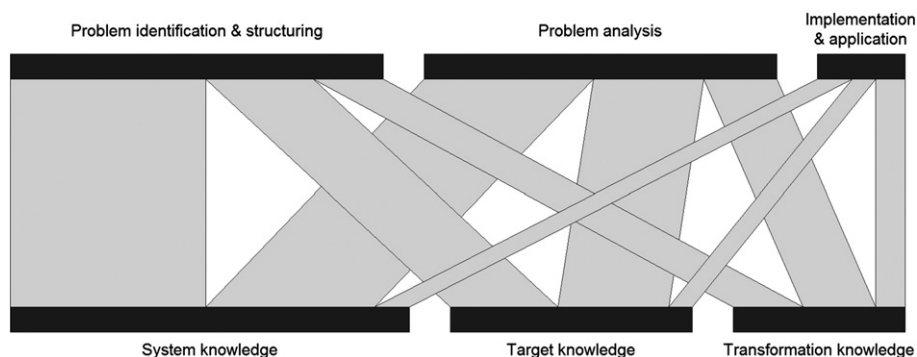 Problem identification & structuring
Problem analysis
Implementation
& application
System knowledge
Target knowledge
Transformation knowledge